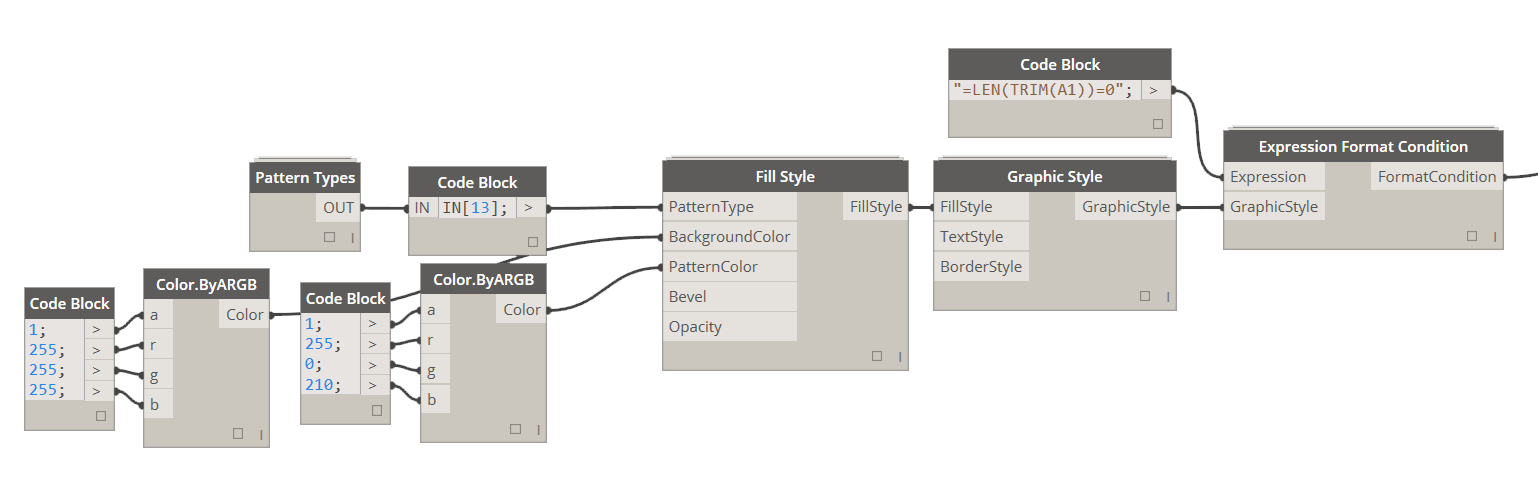 Code Block
"=LEN(TRIM(A1))=0"; >
Expression Format Condition
Expression FormatCondition
GraphicStyle
Pattern Types
OUT
Code Block
IN IN[13]; >
Fill Style
PatternType FillStyle
BackgroundColor
PatternColor
Bevel
Opacity
Graphic Style
FillStyle GraphicStyle
TextStyle
BorderStyle
Code Block
1; >
255; >
255; >
255; >
Color.ByARGB
a Color
r
g
b
Code Block
1; >
255; >
0; >
210; >
Color.ByARGB
a Color
r
g
b